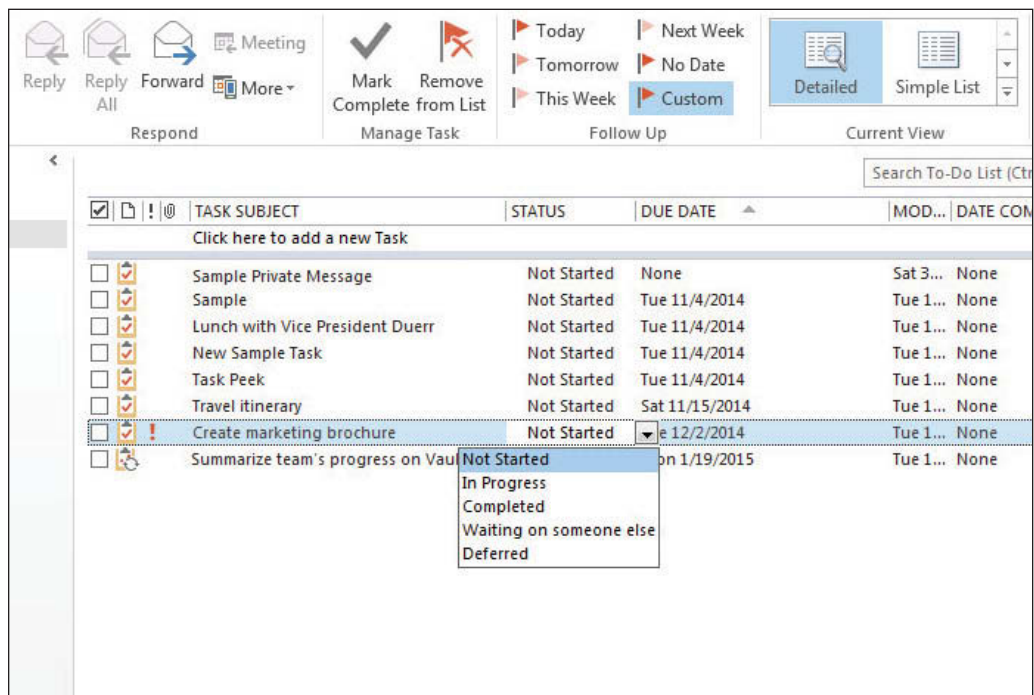 Reply
Reply All
Forward
Meeting
More
Respond
Mark Complete
Remove from List
Manage Task
Today
Tomorrow
This Week
Next Week
No Date
Custom
Follow Up
Detailed
Simple List
Current View
Search To-Do List (Ctr
! TASK SUBJECT STATUS DUE DATE MOD... DATE COM
Click here to add a new Task
Sample Private Message Not Started None Sat 3... None
Sample Not Started Tue 11/4/2014 Tue 1... None
Lunch with Vice President Duerr Not Started Tue 11/4/2014 Tue 1... None
New Sample Task Not Started Tue 11/4/2014 Tue 1... None
Task Peek Not Started Tue 11/4/2014 Tue 1... None
Travel itinerary Not Started Sat 11/15/2014 Tue 1... None
! Create marketing brochure Not Started e 12/2/2014 Tue 1... None
Summarize team's progress on Vaul on 1/19/2015 Tue 1... None
Not Started
In Progress
Completed
Waiting on someone else
Deferred